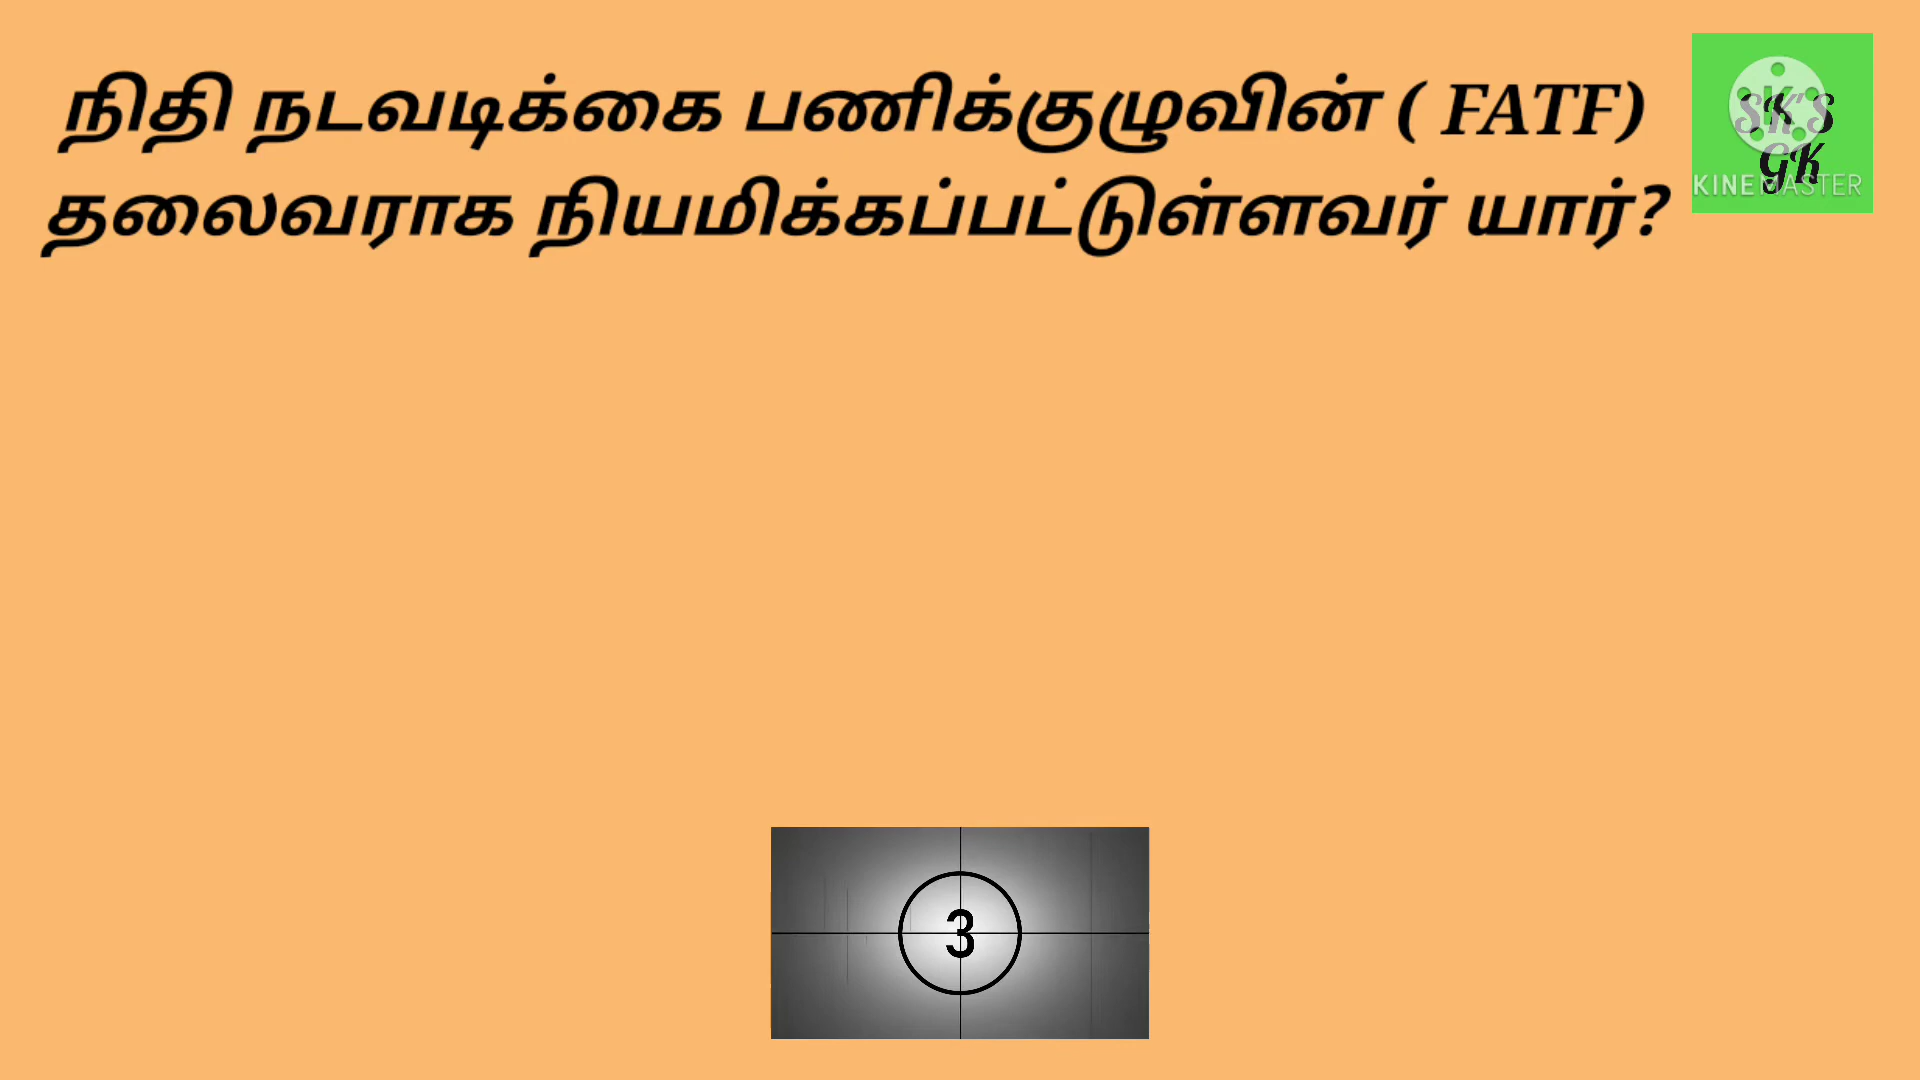 நிதி நடவடிக்கை பணிக்குழுவின் ( FATF)
தலைவராக நியமிக்கப்பட்டுள்ளவர் யார்?
SK'S
GK
KINEMASTER
3